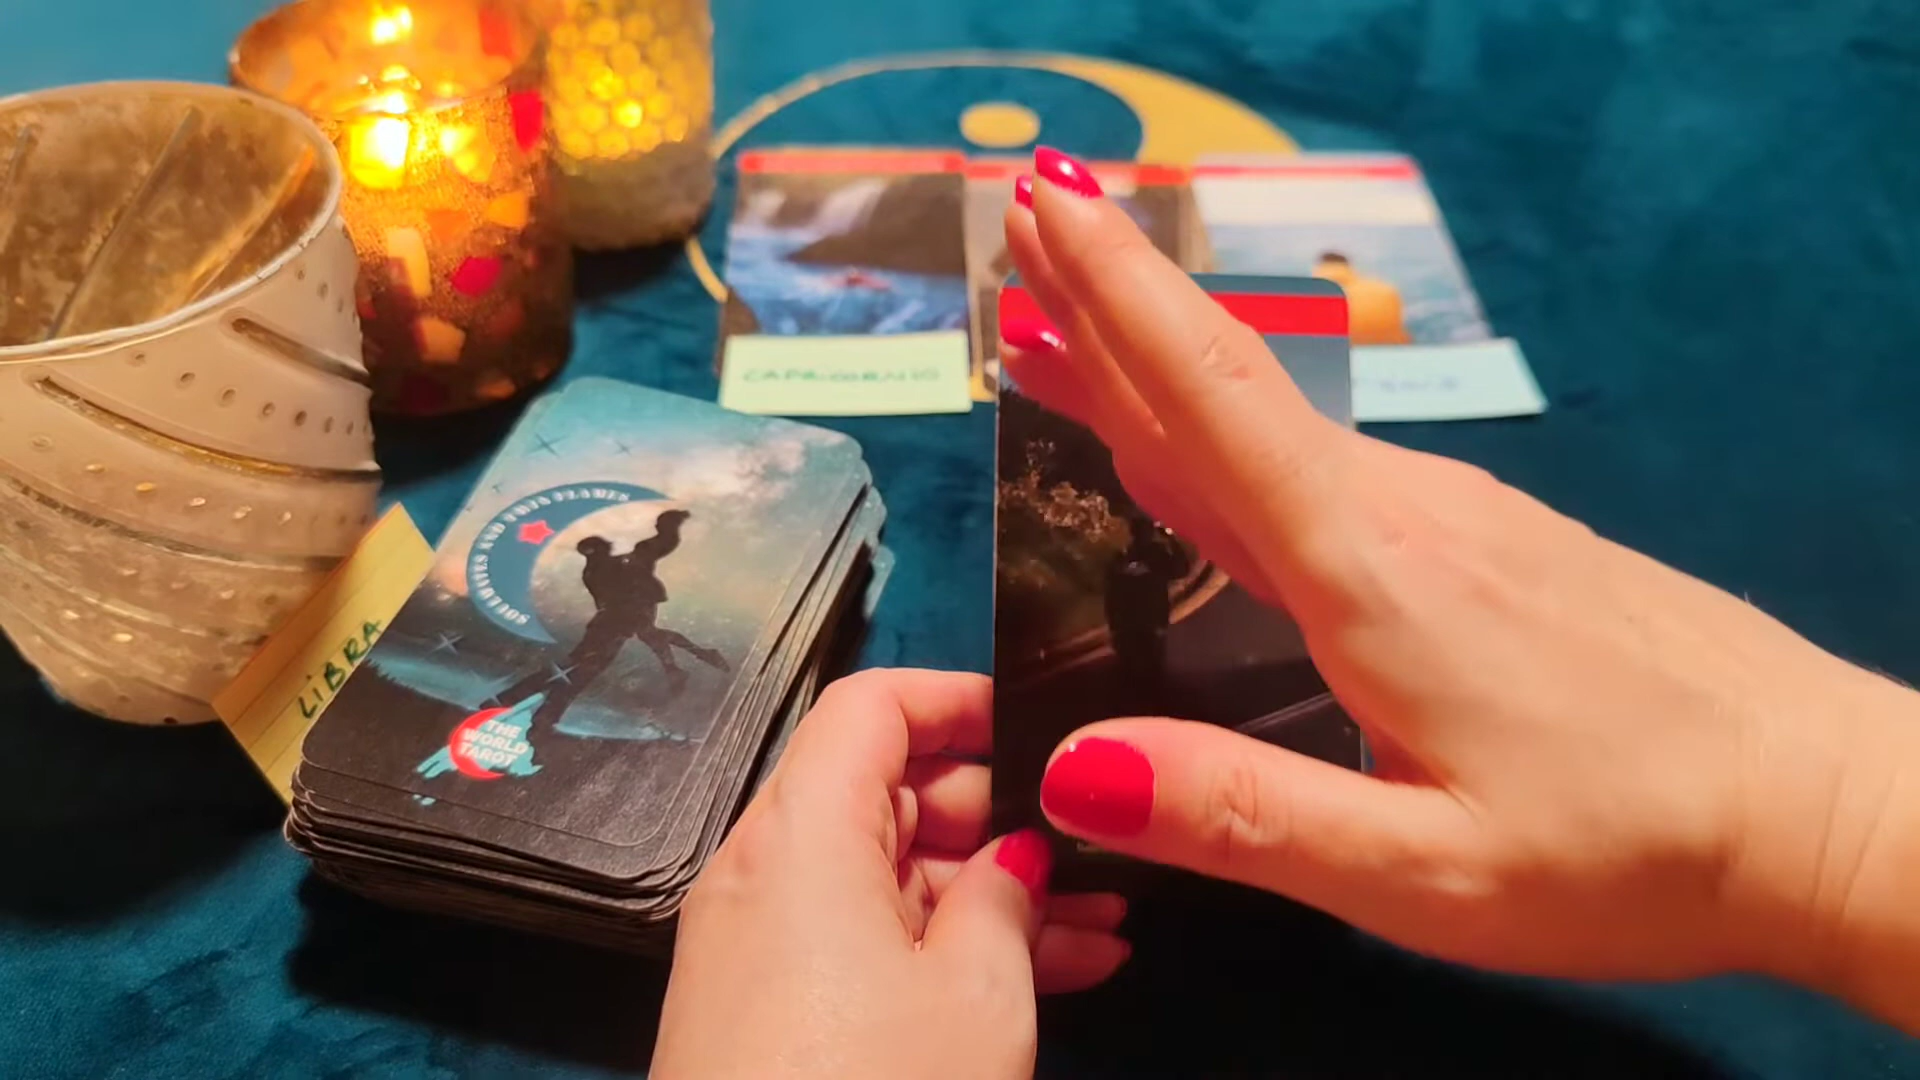 CAPRICORNIO
LIBRA
SOULMATES AND TWIN FLAMES
THE
WORLD
TAROT